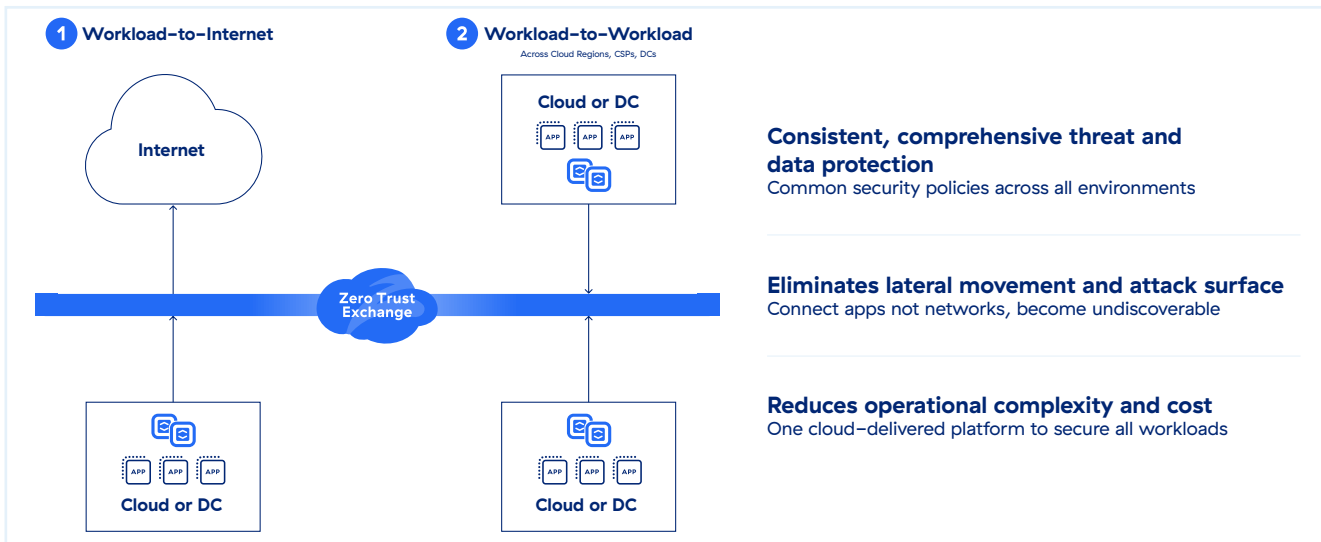 1 Workload-to-Internet
Internet
2 Workload-to-Workload
Across Cloud Regions, CSPs, DCs
Cloud or DC
APP APP APP
Zero Trust
Exchange
APP APP APP
Cloud or DC
APP APP APP
Cloud or DC
Consistent, comprehensive threat and
data protection
Common security policies across all environments
Eliminates lateral movement and attack surface
Connect apps not networks, become undiscoverable
Reduces operational complexity and cost
One cloud-delivered platform to secure all workloads